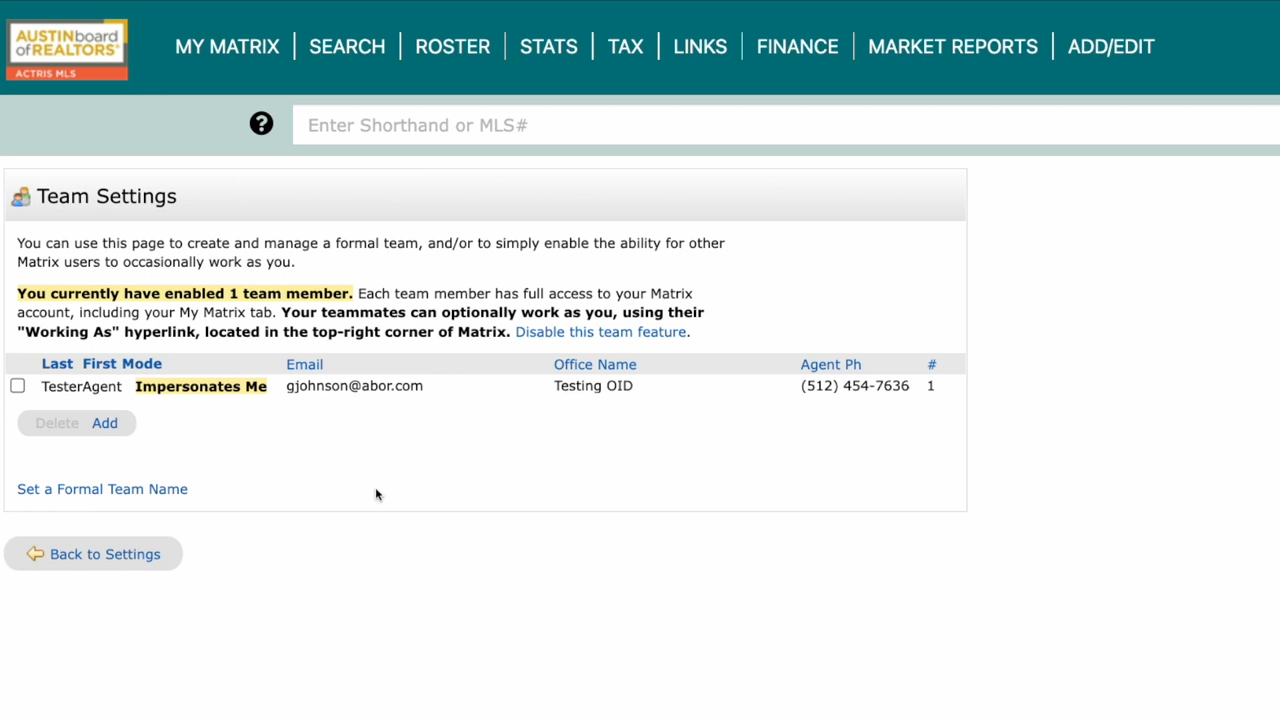 AUSTINboard
ofREALTORS®
ACTRIS MLS
MY MATRIX SEARCH ROSTER STATS TAX LINKS FINANCE MARKET REPORTS ADD/EDIT
?
Enter Shorthand or MLS#
Team Settings
You can use this page to create and manage a formal team, and/or to simply enable the ability for other
Matrix users to occasionally work as you.
You currently have enabled 1 team member. Each team member has full access to your Matrix
account, including your My Matrix tab. Your teammates can optionally work as you, using their
"Working As" hyperlink, located in the top-right corner of Matrix. Disable this team feature.
Last First Mode Email Office Name Agent Ph #
TesterAgent Impersonates Me gjohnson@abor.com Testing OID (512) 454-7636 1
Delete Add
Set a Formal Team Name
Back to Settings